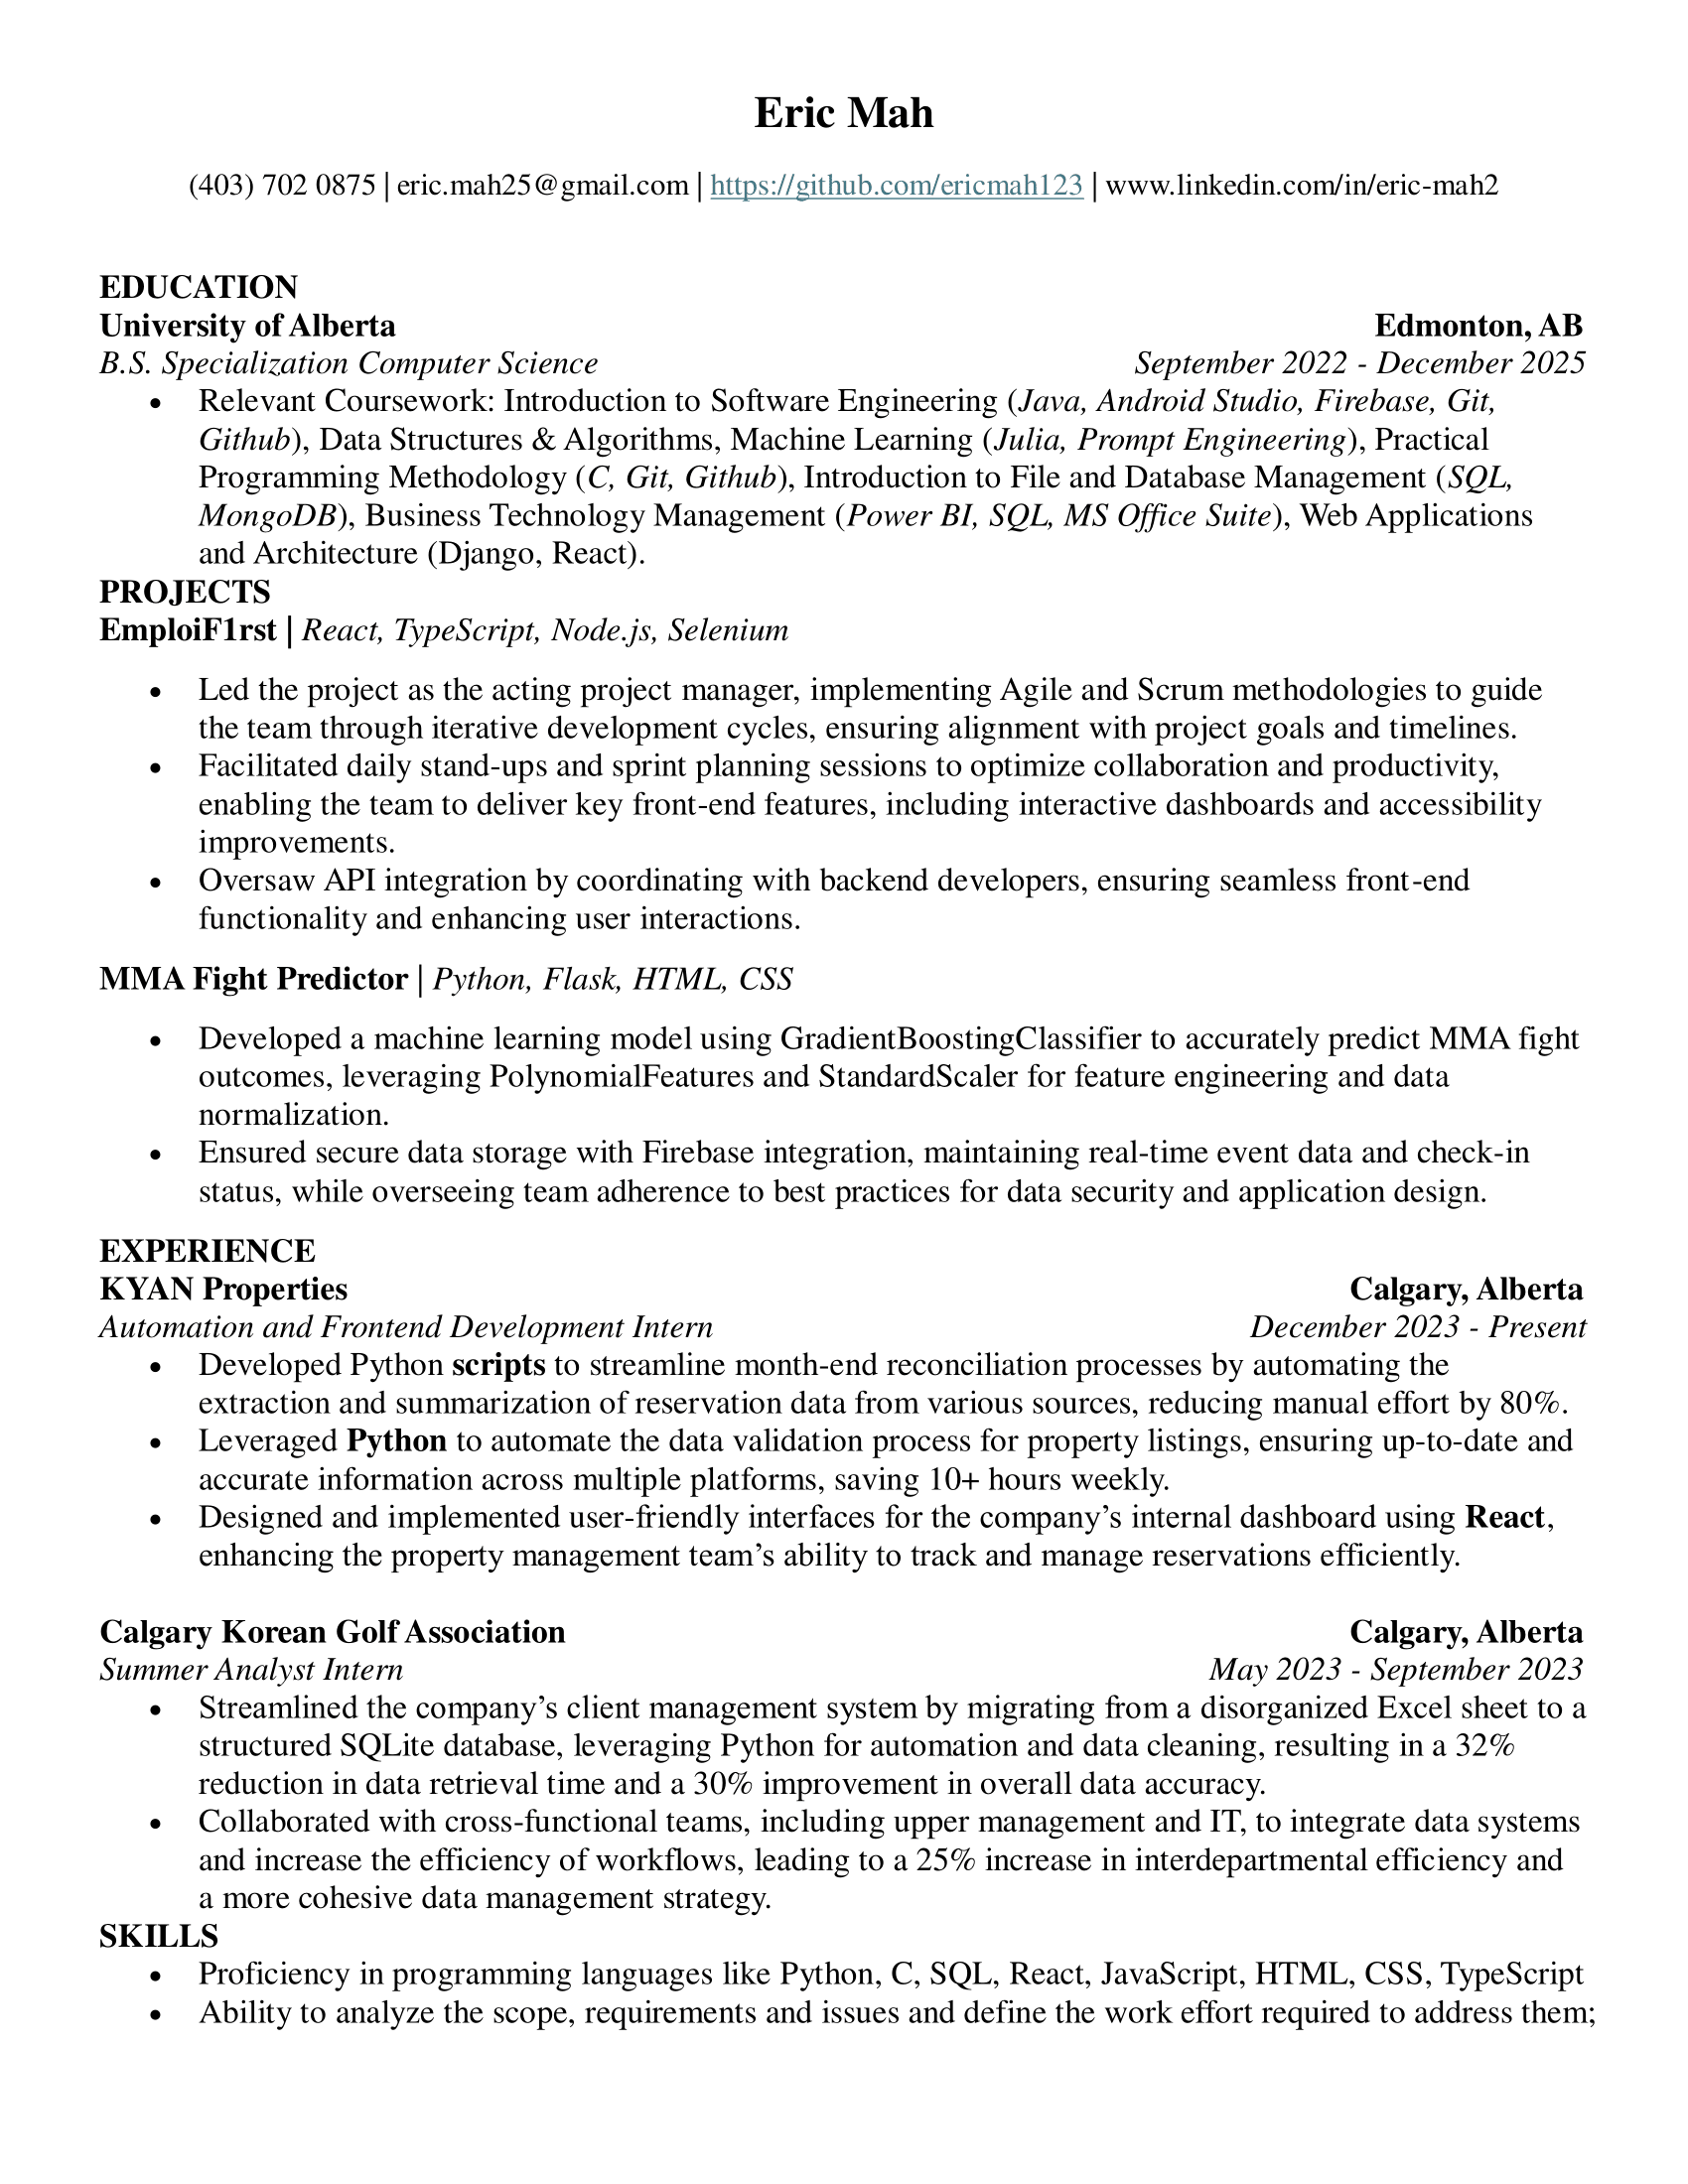 Eric Mah
(403) 702 0875 | eric.mah25@gmail.com | https://github.com/ericmah123 | www.linkedin.com/in/eric-mah2
EDUCATION
University of Alberta Edmonton, AB
B.S. Specialization Computer Science September 2022 - December 2025
• Relevant Coursework: Introduction to Software Engineering (Java, Android Studio, Firebase, Git,
Github), Data Structures & Algorithms, Machine Learning (Julia, Prompt Engineering), Practical
Programming Methodology (C, Git, Github), Introduction to File and Database Management (SQL,
MongoDB), Business Technology Management (Power BI, SQL, MS Office Suite), Web Applications
and Architecture (Django, React).
PROJECTS
EmploiF1rst | React, TypeScript, Node.js, Selenium
• Led the project as the acting project manager, implementing Agile and Scrum methodologies to guide
the team through iterative development cycles, ensuring alignment with project goals and timelines.
• Facilitated daily stand-ups and sprint planning sessions to optimize collaboration and productivity,
enabling the team to deliver key front-end features, including interactive dashboards and accessibility
improvements.
• Oversaw API integration by coordinating with backend developers, ensuring seamless front-end
functionality and enhancing user interactions.
MMA Fight Predictor | Python, Flask, HTML, CSS
• Developed a machine learning model using GradientBoostingClassifier to accurately predict MMA fight
outcomes, leveraging PolynomialFeatures and StandardScaler for feature engineering and data
normalization.
• Ensured secure data storage with Firebase integration, maintaining real-time event data and check-in
status, while overseeing team adherence to best practices for data security and application design.
EXPERIENCE
KYAN Properties Calgary, Alberta
Automation and Frontend Development Intern December 2023 - Present
• Developed Python scripts to streamline month-end reconciliation processes by automating the
extraction and summarization of reservation data from various sources, reducing manual effort by 80%.
• Leveraged Python to automate the data validation process for property listings, ensuring up-to-date and
accurate information across multiple platforms, saving 10+ hours weekly.
• Designed and implemented user-friendly interfaces for the company’s internal dashboard using React,
enhancing the property management team’s ability to track and manage reservations efficiently.
Calgary Korean Golf Association Calgary, Alberta
Summer Analyst Intern May 2023 - September 2023
• Streamlined the company’s client management system by migrating from a disorganized Excel sheet to a
structured SQLite database, leveraging Python for automation and data cleaning, resulting in a 32%
reduction in data retrieval time and a 30% improvement in overall data accuracy.
• Collaborated with cross-functional teams, including upper management and IT, to integrate data systems
and increase the efficiency of workflows, leading to a 25% increase in interdepartmental efficiency and
a more cohesive data management strategy.
SKILLS
• Proficiency in programming languages like Python, C, SQL, React, JavaScript, HTML, CSS, TypeScript
• Ability to analyze the scope, requirements and issues and define the work effort required to address them;